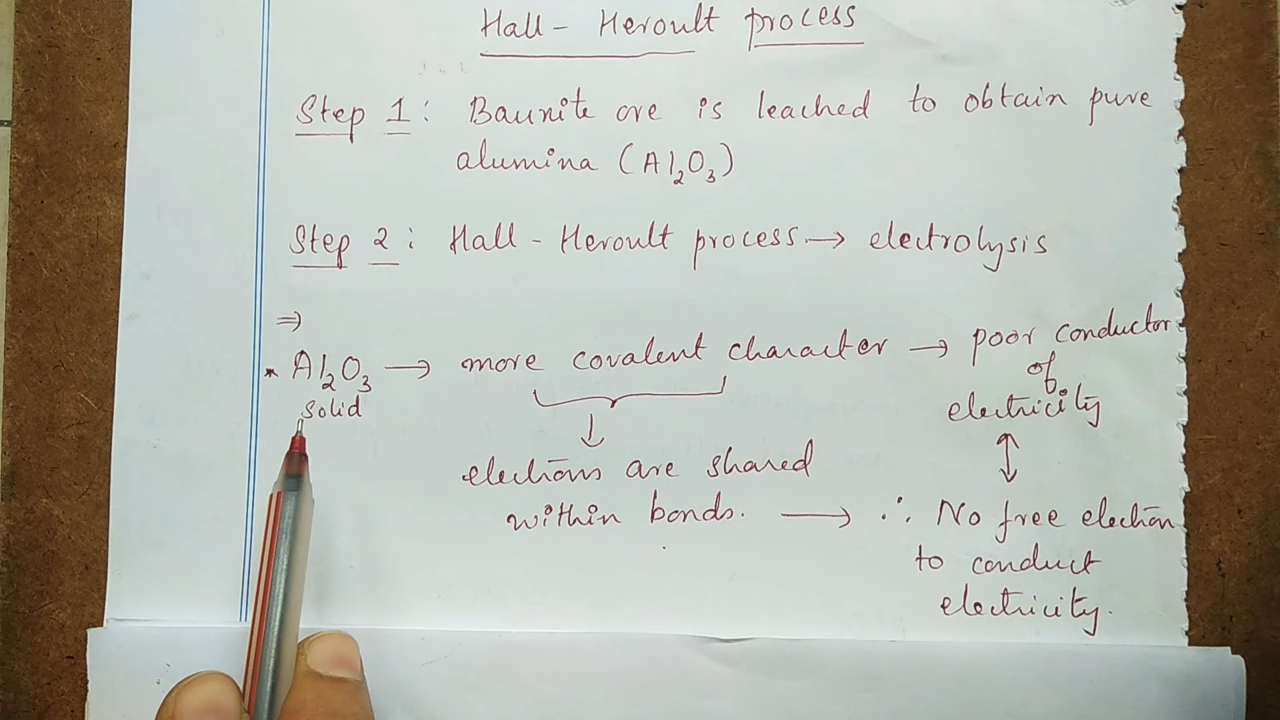 Hall - Heroult process
Step 1 : Bauxite ore is leached to obtain pure
alumina (Al2O3)
Step 2 : Hall - Heroult process → electrolysis
⇒
* Al2O3 → more covalent character → poor conductor
of
solid
electricity
↓
↕
electrons are shared
within bonds. → ∴ No free electron
to conduct
electricity.